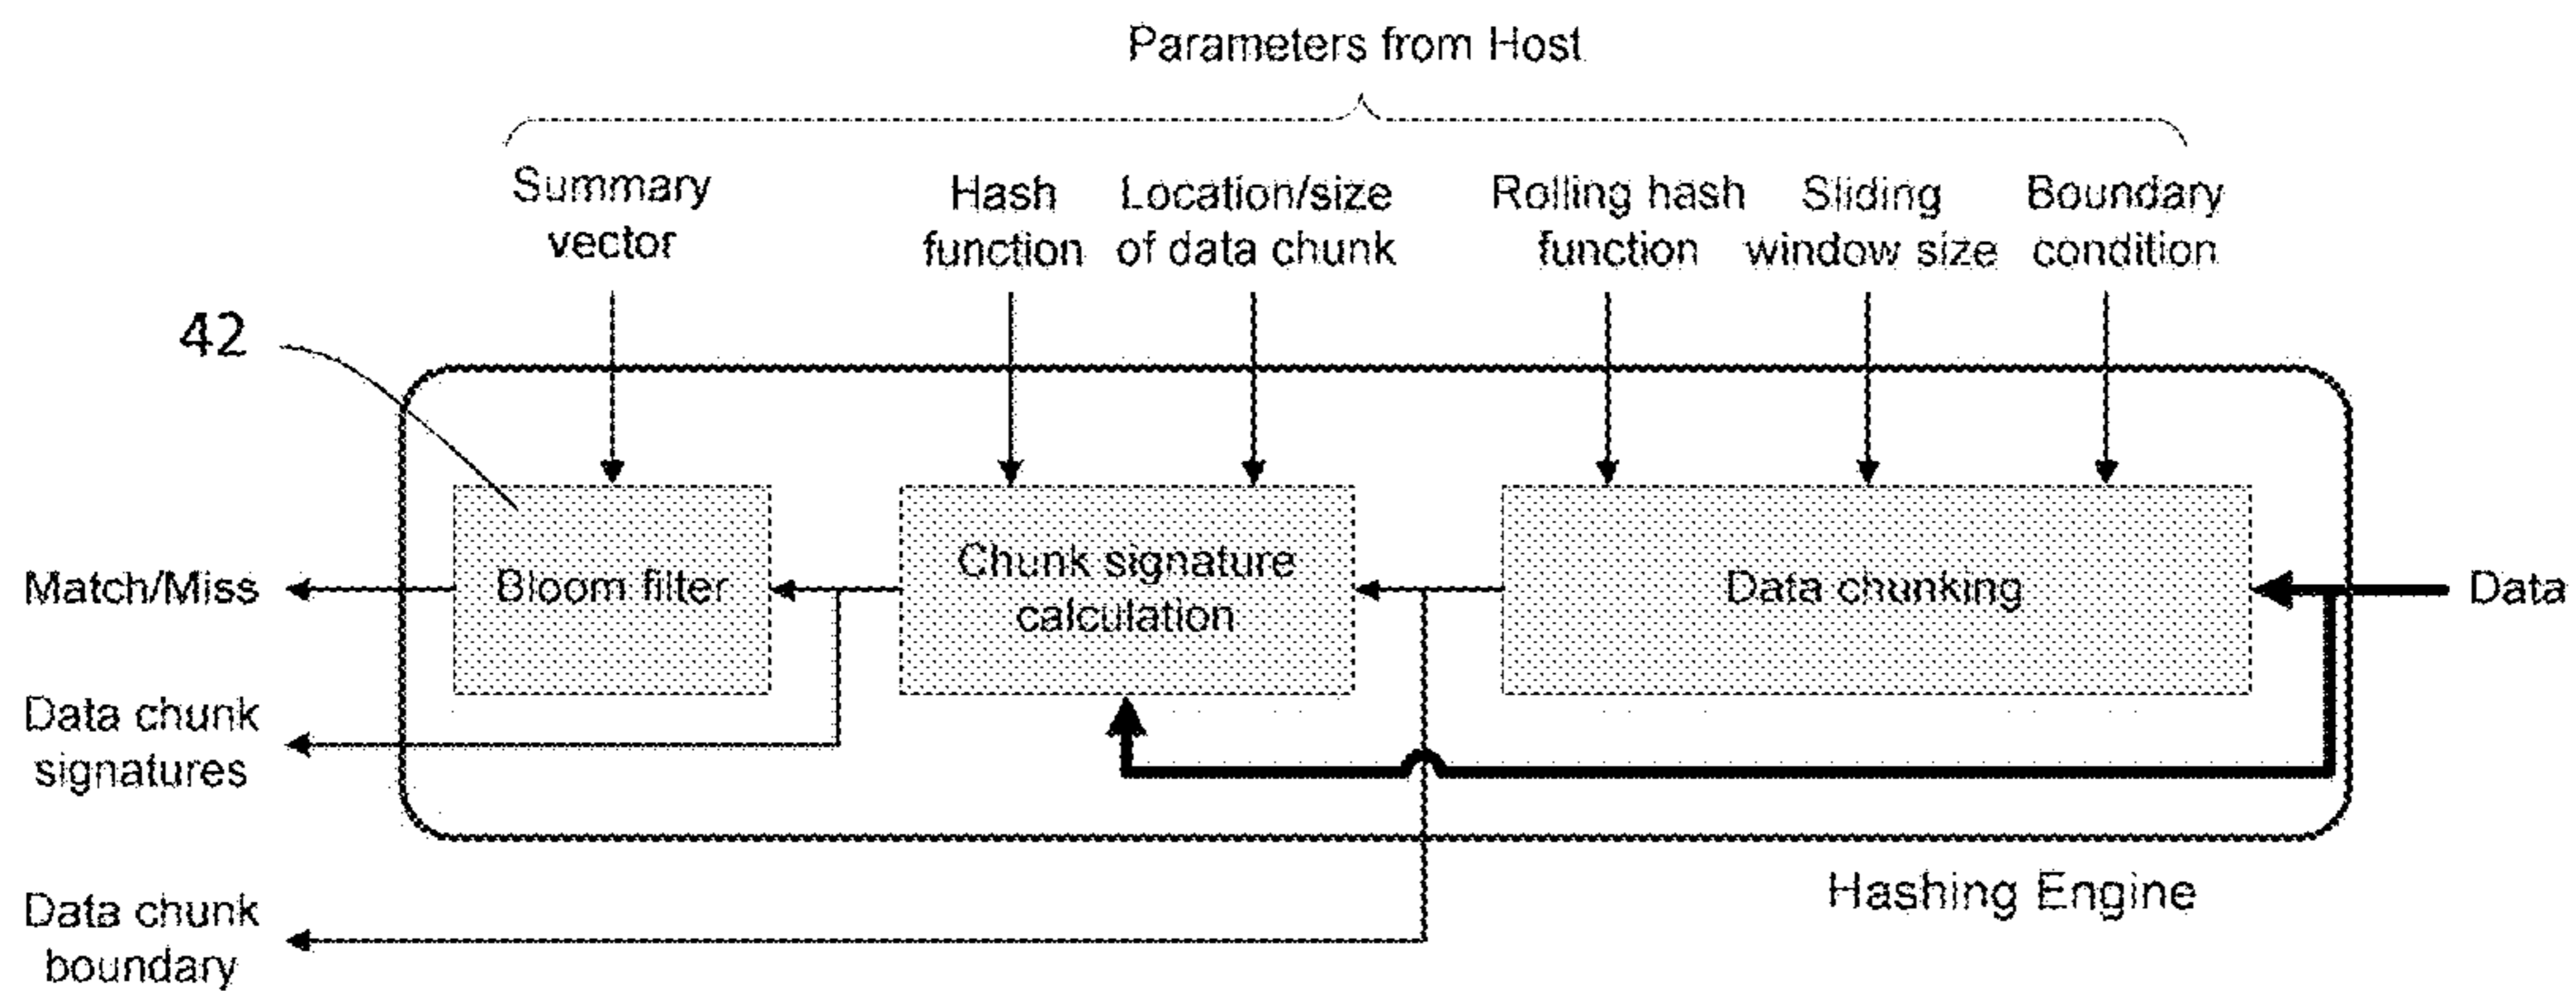 Parameters from Host
Summary
vector
Hash
function
Location/size
of data chunk
Rolling hash
function
Sliding
window size
Boundary
condition
42
Match/Miss
Bloom filter
Chunk signature
calculation
Data chunking
Data
Data chunk
signatures
Hashing Engine
Data chunk
boundary